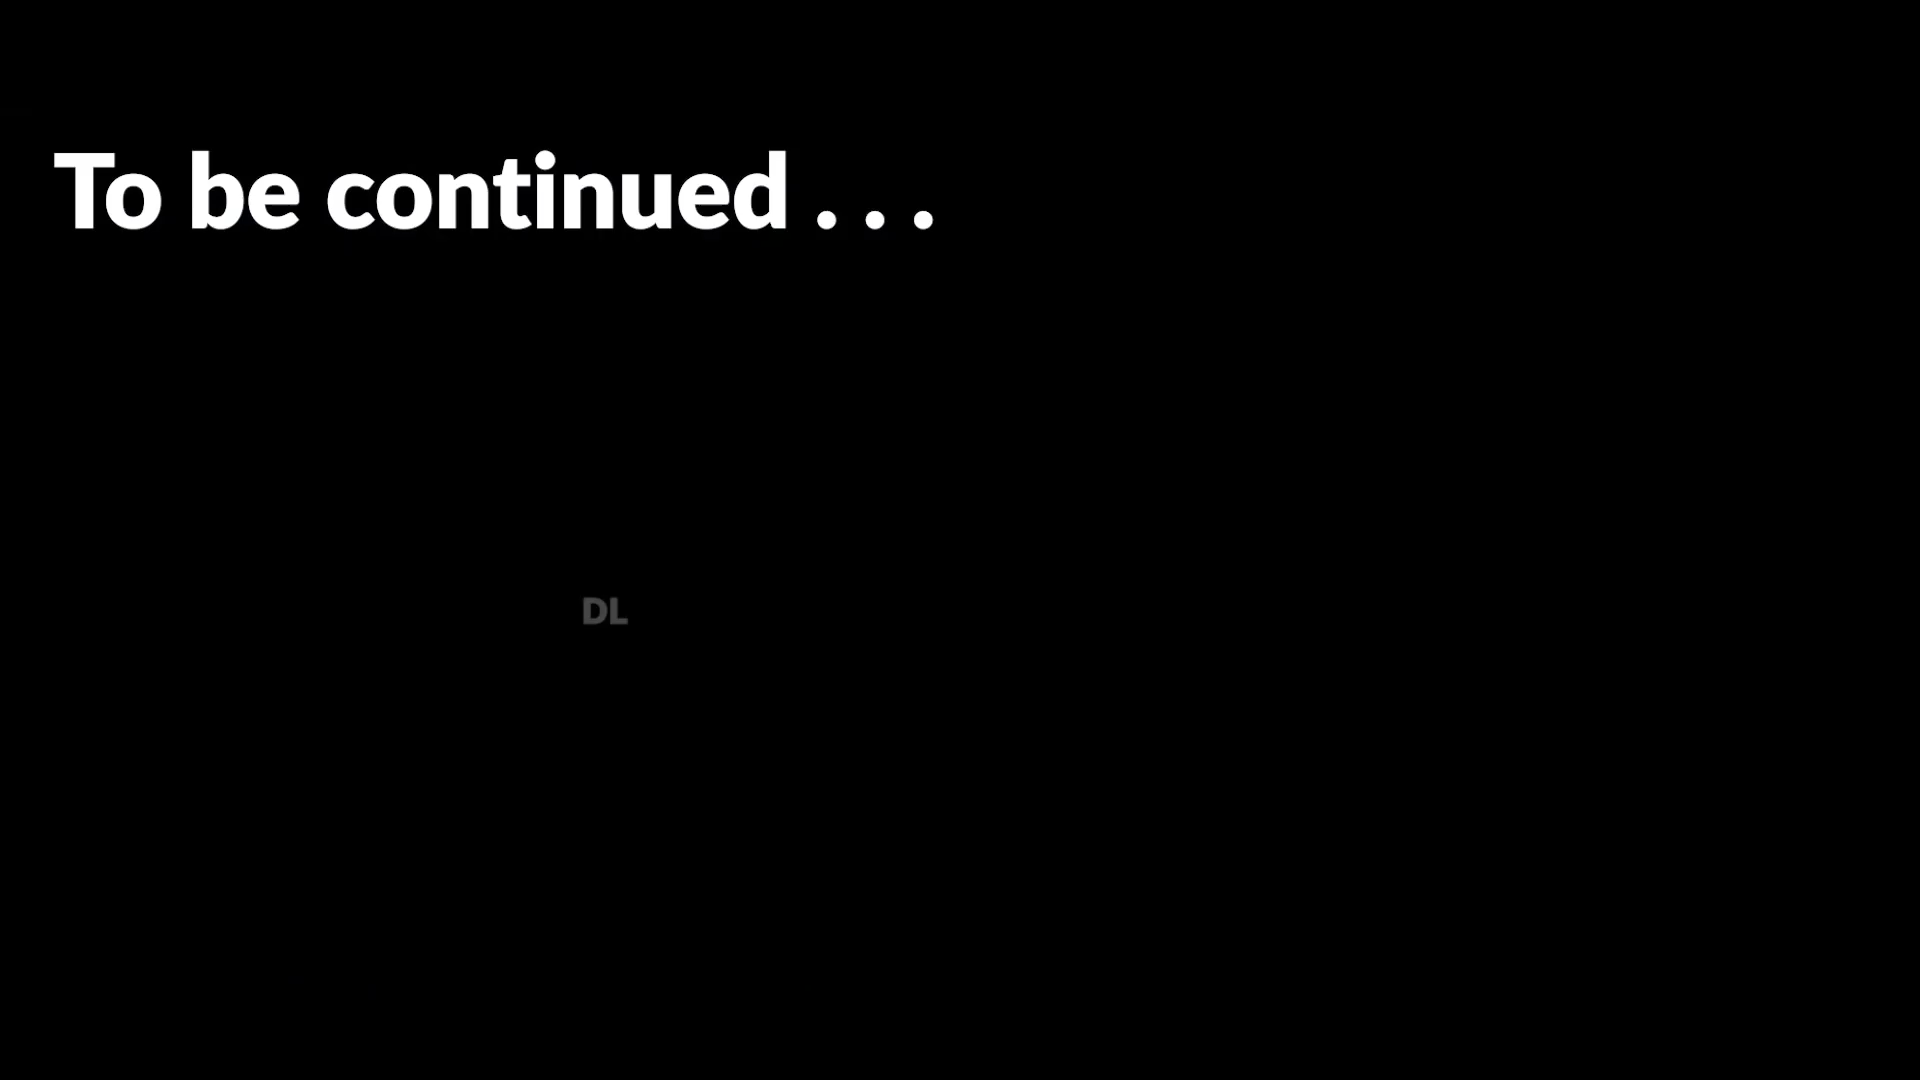 To be continued . . .
DL